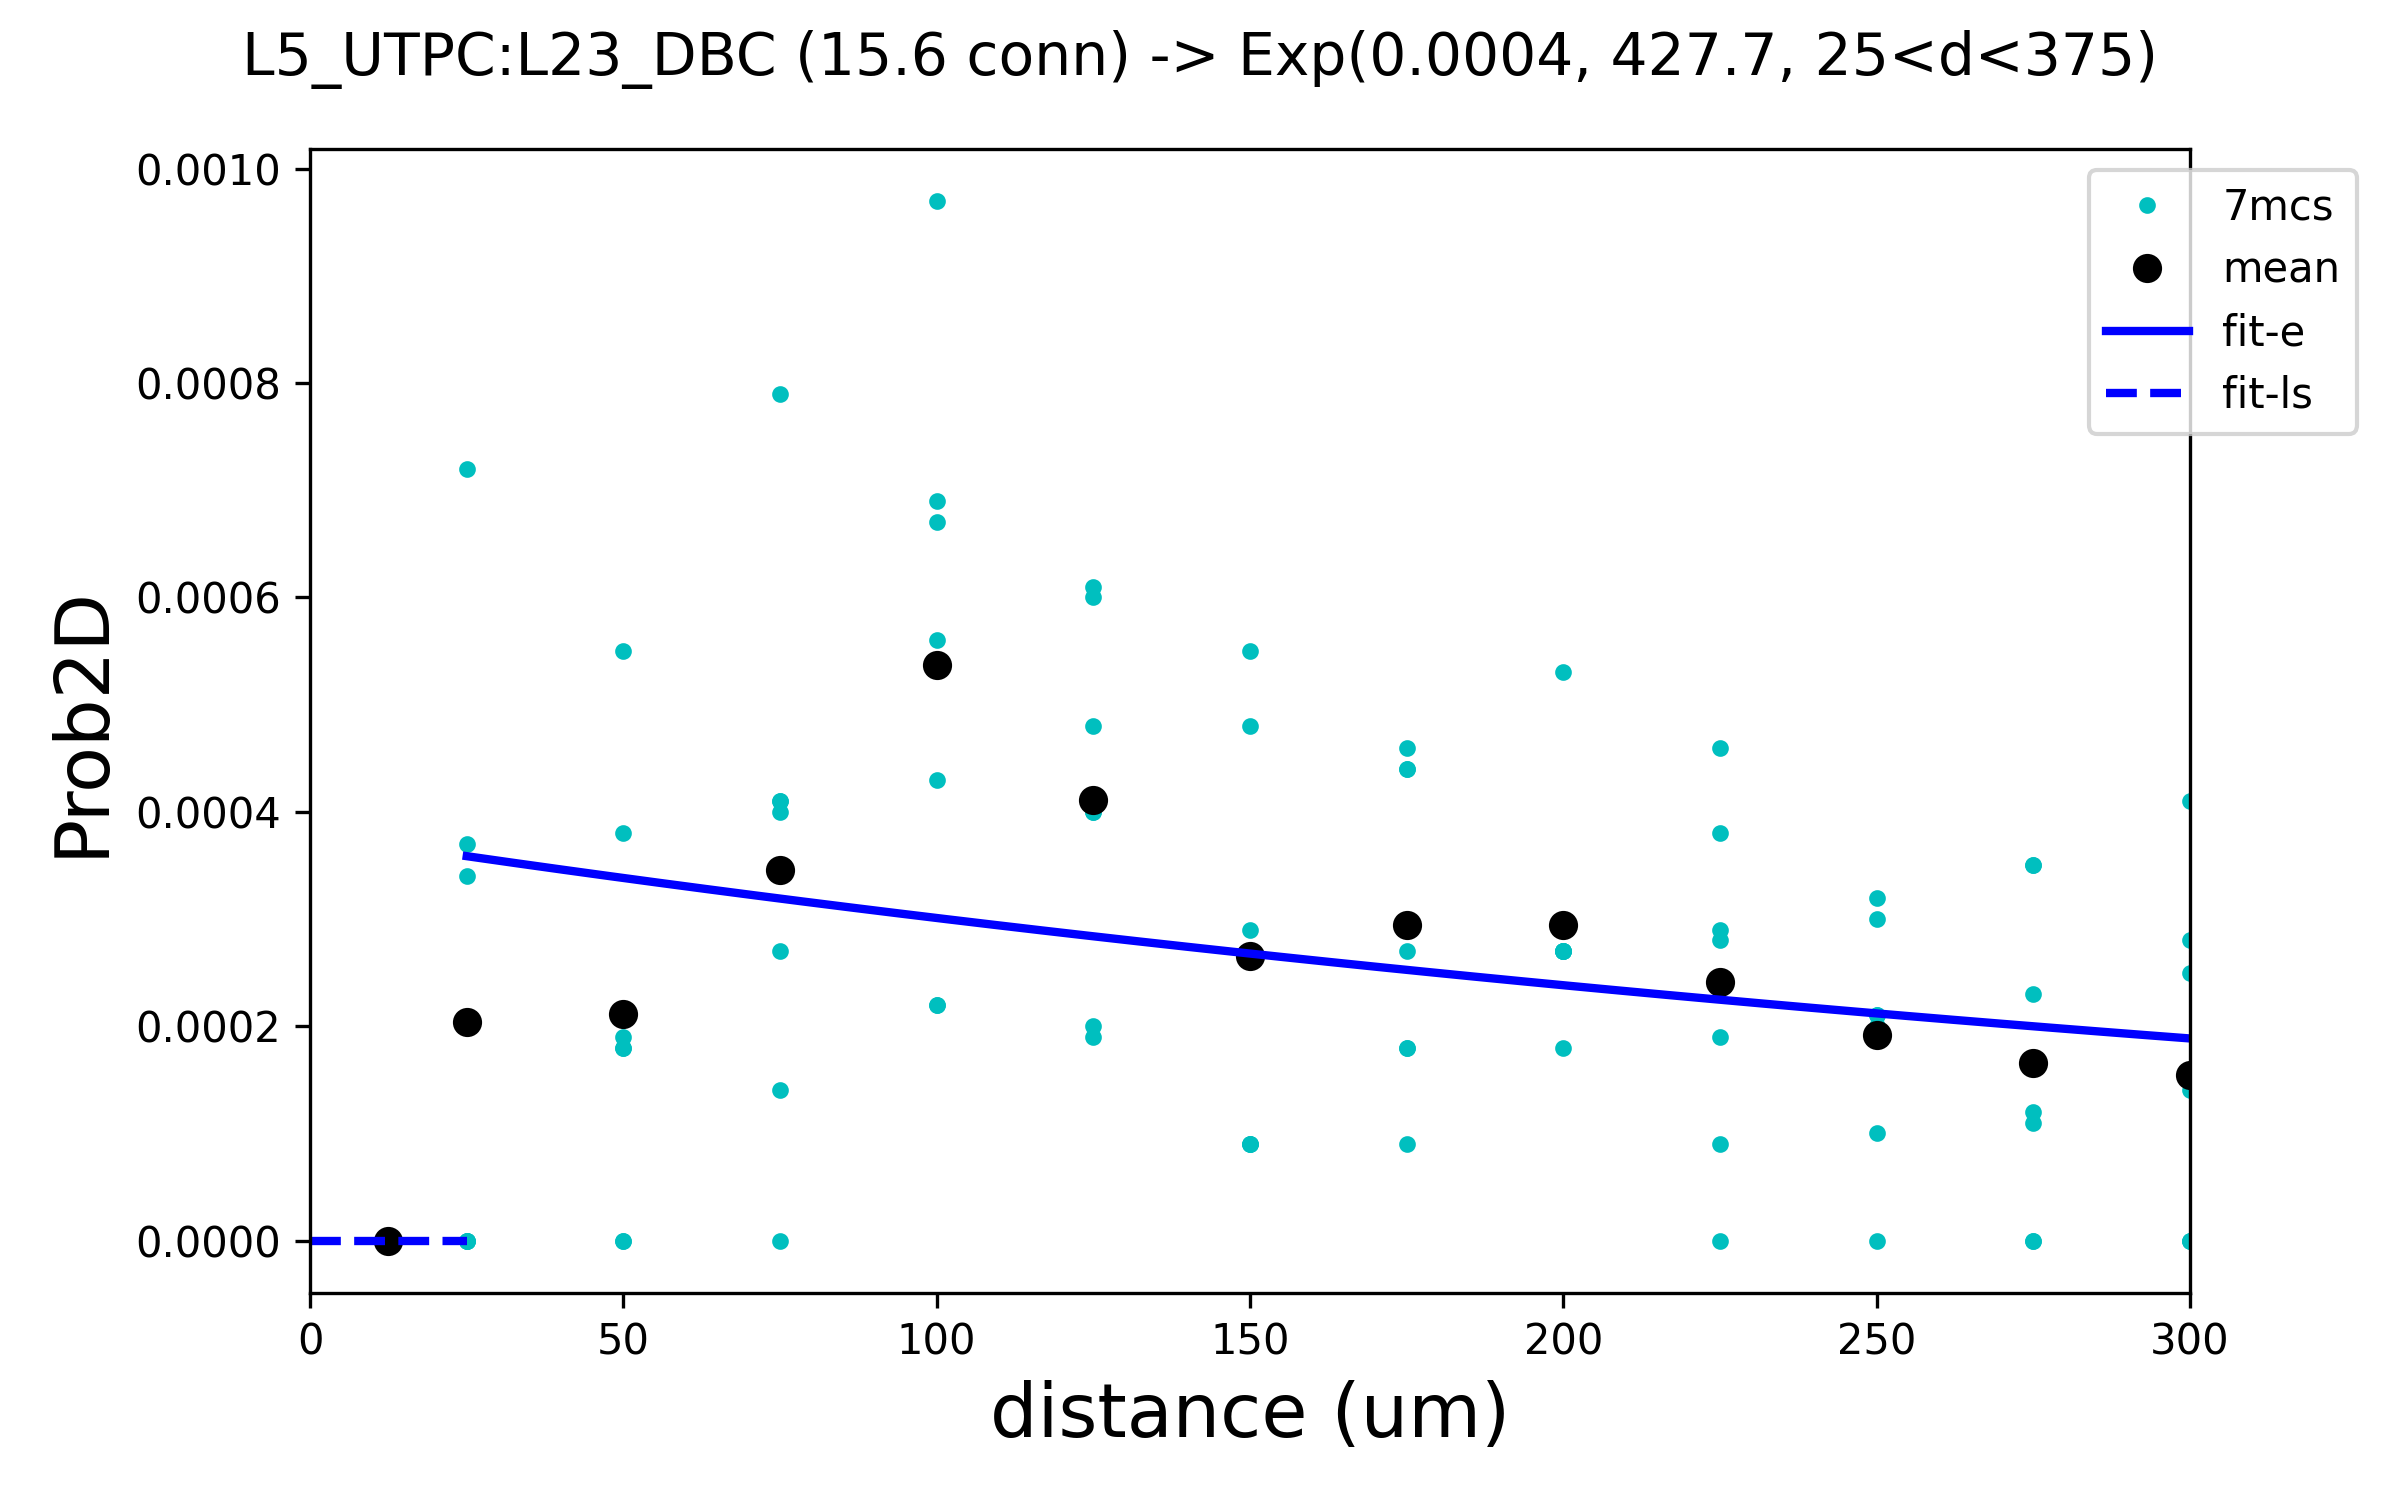 L5_UTPC:L23_DBC (15.6 conn) -> Exp(0.0004, 427.7, 25<d<375)
0.0010
0.0008
0.0006
0.0004
0.0002
0.0000
Prob2D
0 50 100 150 200 250 300
distance (um)
7mcs
mean
fit-e
fit-ls